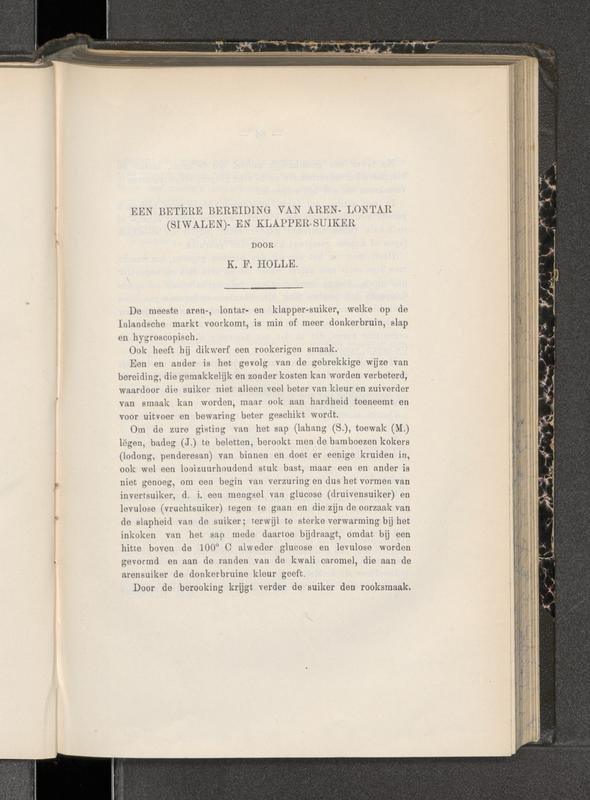 EEN BETERE BEREIDING VAN AREN- LONTAR
(SIWALEN)- EN KLAPPER-SUIKER
DOOR
K. F. HOLLE.
De meeste aren-, lontar- en klapper-suiker, welke op de
Inlandsche markt voorkomt, is min of meer donkerbruin, slap
en hygroscopisch.
Ook heeft hij dikwerf een rookerigen smaak.
Een en ander is het gevolg van de gebrekkige wijze van
bereiding, die gemakkelijk en zonder kosten kan worden verbeterd,
waardoor die suiker niet alleen veel beter van kleur en zuiverder
van smaak kan worden, maar ook aan hardheid toeneemt en
voor uitvoer en bewaring beter geschikt wordt.
Om de zure gisting van het sap (lahang (S.), toewak (M.)
lëgen, badeg (J.) te beletten, berookt men de bamboezen kokers
(lodong, penderesan) van binnen en doet er eenige kruiden in,
ook wel een looizuurhoudend stuk bast, maar een en ander is
niet genoeg, om een begin van verzuring en dus het vormen van
invertsuiker, d. i. een mengsel van glucose (druivensuiker) en
levulose (vruchtsuiker) tegen te gaan en die zijn de oorzaak van
de slapheid van de suiker; terwijl te sterke verwarming bij het
inkoken van het sap mede daartoe bijdraagt, omdat bij een
hitte boven de 100° C alweder glucose en levulose worden
gevormd en aan de randen van de kwali caromel, die aan de
arensuiker de donkerbruine kleur geeft.
Door de berooking krijgt verder de suiker den rooksmaak.